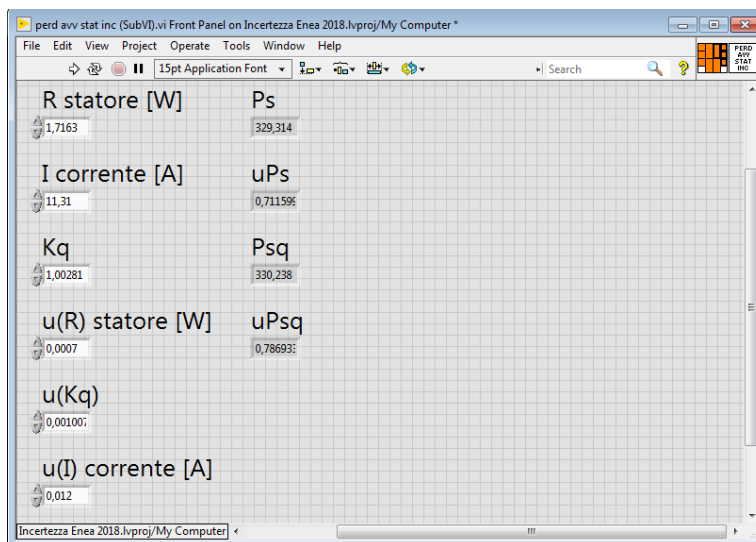 perd avv stat inc (SubVI).vi Front Panel on Incertezza Enea 2018.lvproj/My Computer *
File Edit View Project Operate Tools Window Help
15pt Application Font Search
PERD
AVV
STAT
INC
R statore [W] Ps
1,7163 329,314
I corrente [A] uPs
11,31 0,711599
Kq Psq
1,00281 330,238
u(R) statore [W] uPsq
0,0007 0,786933
u(Kq)
0,001007
u(I) corrente [A]
0,012
Incertezza Enea 2018.lvproj/My Computer